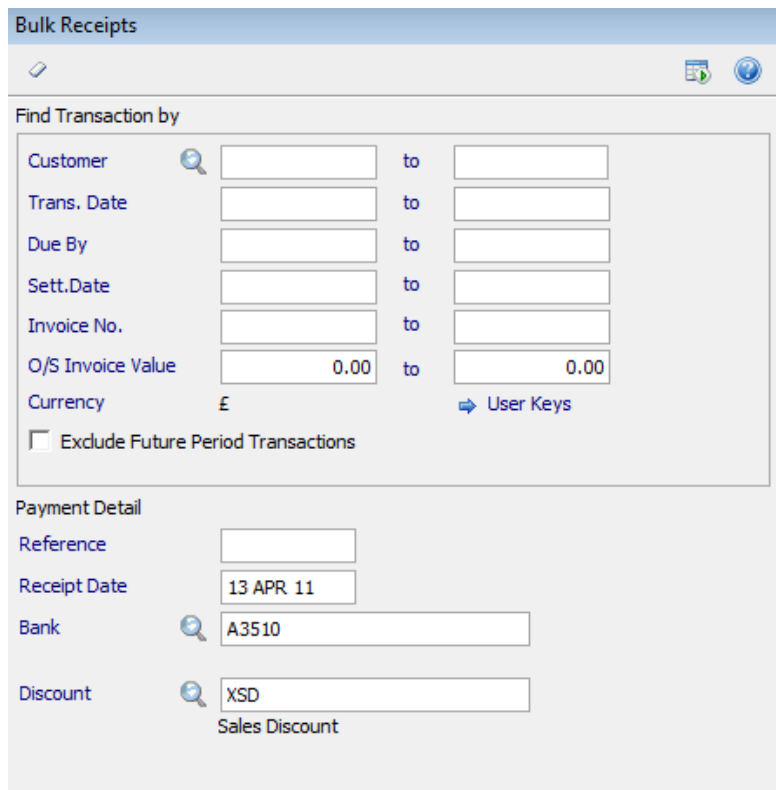 Bulk Receipts
Find Transaction by
Customer to
Trans. Date to
Due By to
Sett.Date to
Invoice No. to
O/S Invoice Value 0.00 to 0.00
Currency £ User Keys
Exclude Future Period Transactions
Payment Detail
Reference
Receipt Date 13 APR 11
Bank A3510
Discount XSD
Sales Discount